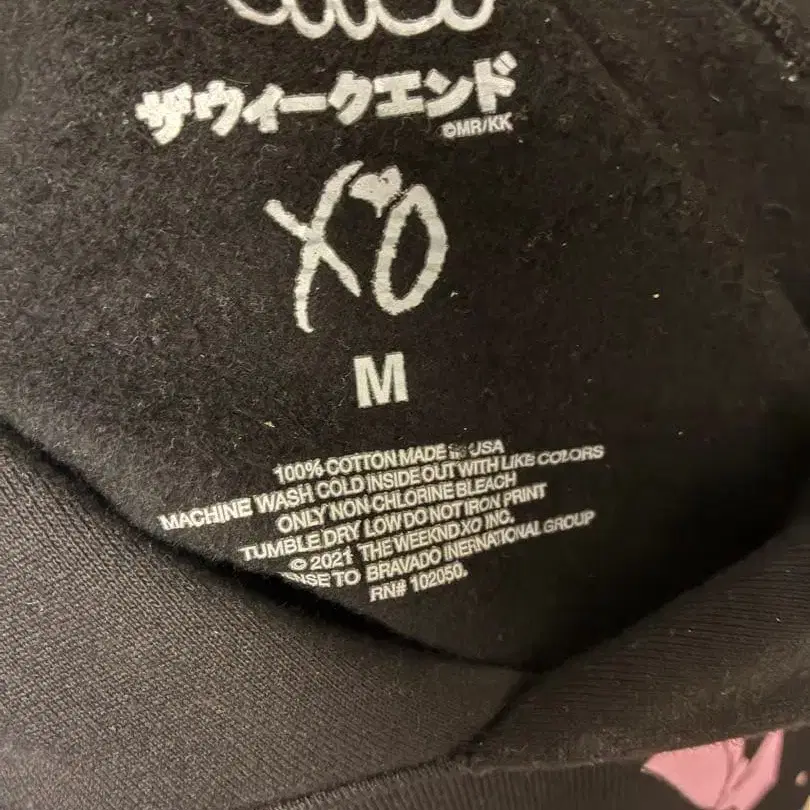 ザウィークエンド
©MR/KK
XO
M
100% COTTON MADE IN USA
MACHINE WASH COLD INSIDE OUT WITH LIKE COLORS
ONLY NON CHLORINE BLEACH
TUMBLE DRY LOW DO NOT IRON PRINT
© 2021 THE WEEKND XO INC.
TO BRAVADO INERNATIONAL GROUP
RN# 102050.